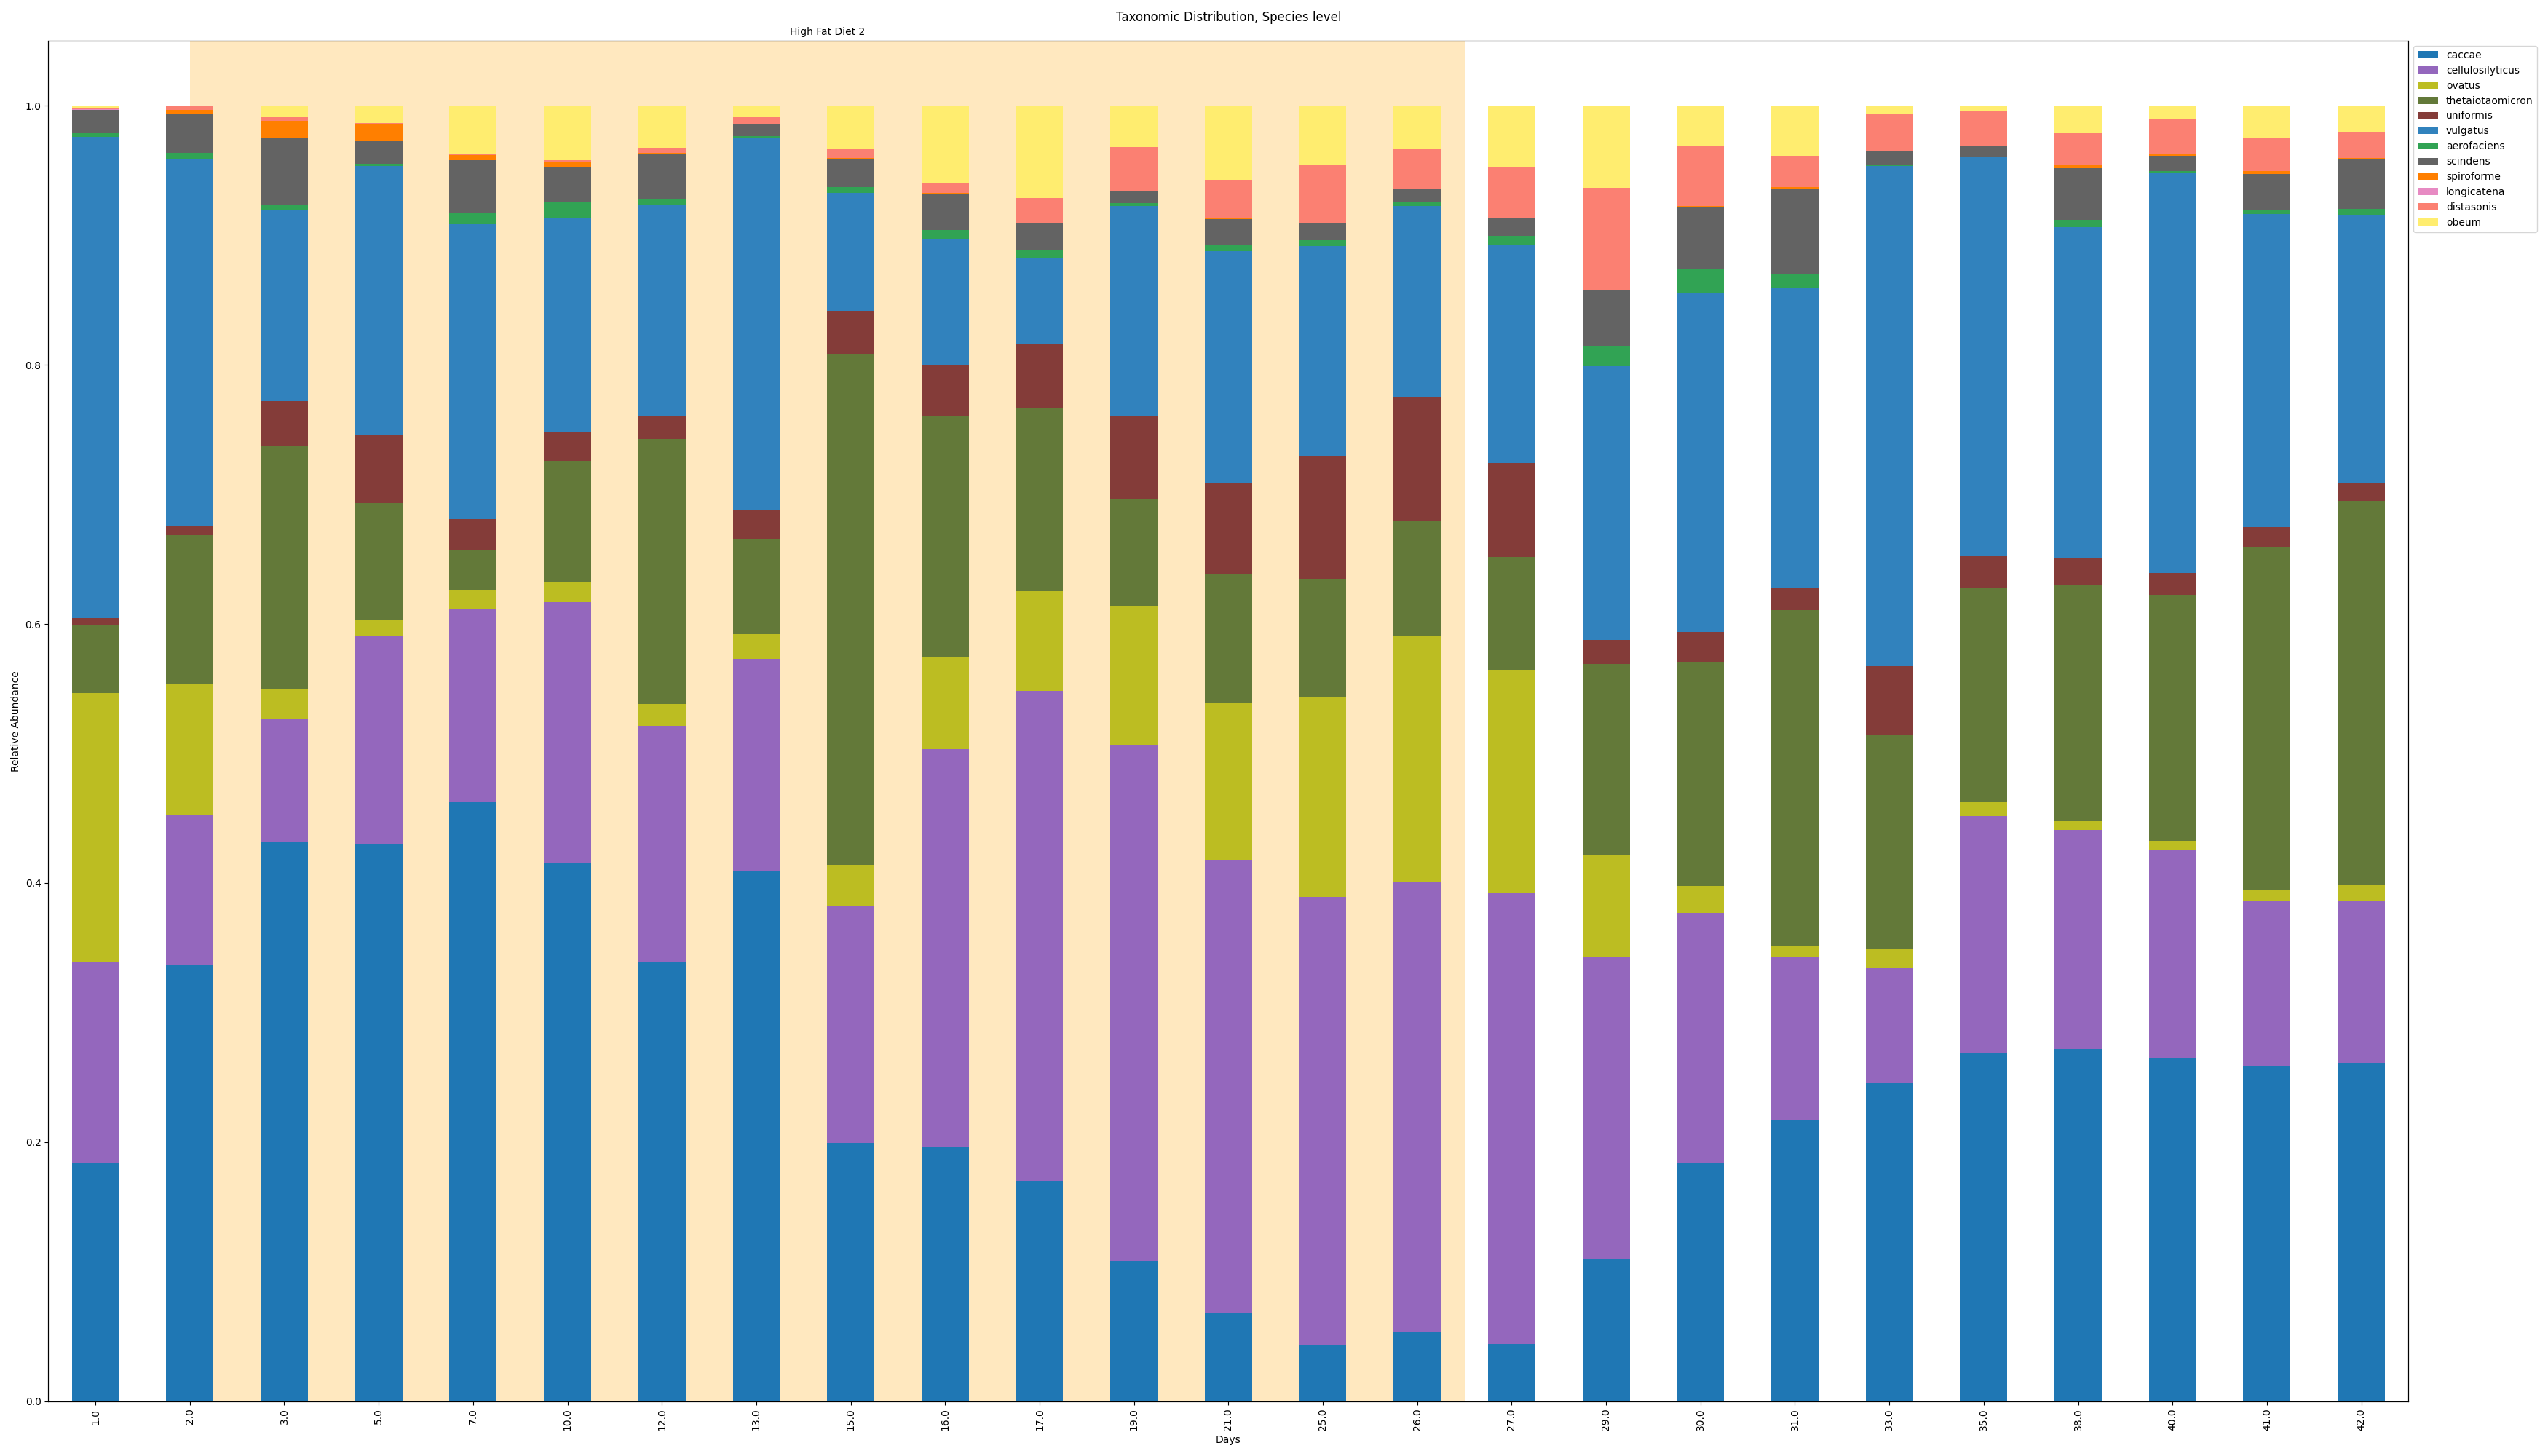 Taxonomic Distribution, Species level
High Fat Diet 2
caccae
cellulosilyticus
ovatus
thetaiotaomicron
uniformis
vulgatus
aerofaciens
scindens
spiroforme
longicatena
distasonis
obeum
Relative Abundance
1.0
0.8
0.6
0.4
0.2
0.0
1.0 2.0 3.0 5.0 7.0 10.0 12.0 13.0 15.0 16.0 17.0 19.0 21.0 25.0 26.0 27.0 29.0 30.0 31.0 33.0 35.0 38.0 40.0 41.0 42.0
Days